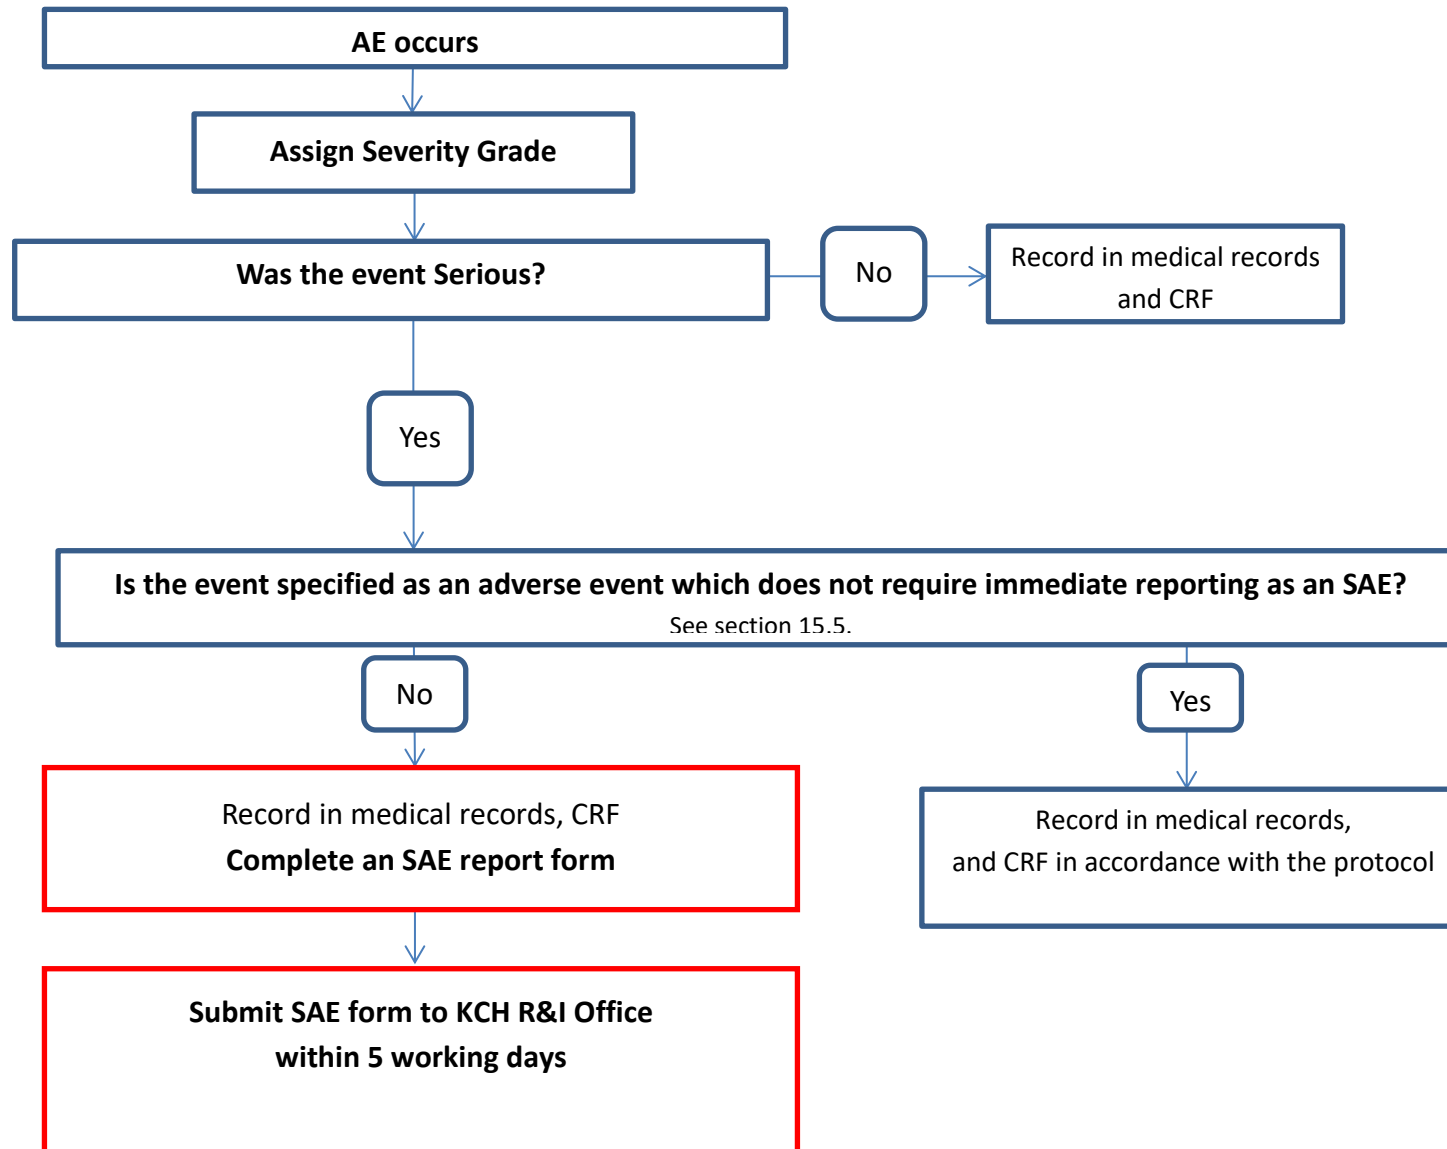 AE occurs
Assign Severity Grade
Was the event Serious?
No
Record in medical records
and CRF
Yes
Is the event specified as an adverse event which does not require immediate reporting as an SAE?
See section 15.5.
No
Yes
Record in medical records, CRF
Complete an SAE report form
Record in medical records,
and CRF in accordance with the protocol
Submit SAE form to KCH R&I Office
within 5 working days